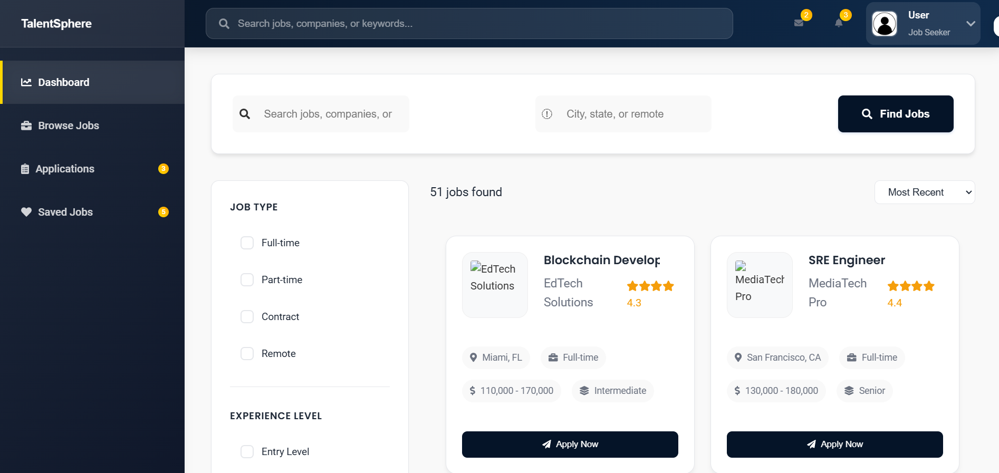 TalentSphere
Search jobs, companies, or keywords...
2
3
User
Job Seeker
Dashboard
Browse Jobs
Applications
3
Saved Jobs
5
Search jobs, companies, or
City, state, or remote
Find Jobs
51 jobs found
Most Recent
JOB TYPE
Full-time
Part-time
Contract
Remote
EXPERIENCE LEVEL
Entry Level
EdTech
Solutions
Blockchain Develop
EdTech
Solutions
4.3
Miami, FL
Full-time
$ 110,000 - 170,000
Intermediate
Apply Now
MediaTech
Pro
SRE Engineer
MediaTech
Pro
4.4
San Francisco, CA
Full-time
$ 130,000 - 180,000
Senior
Apply Now